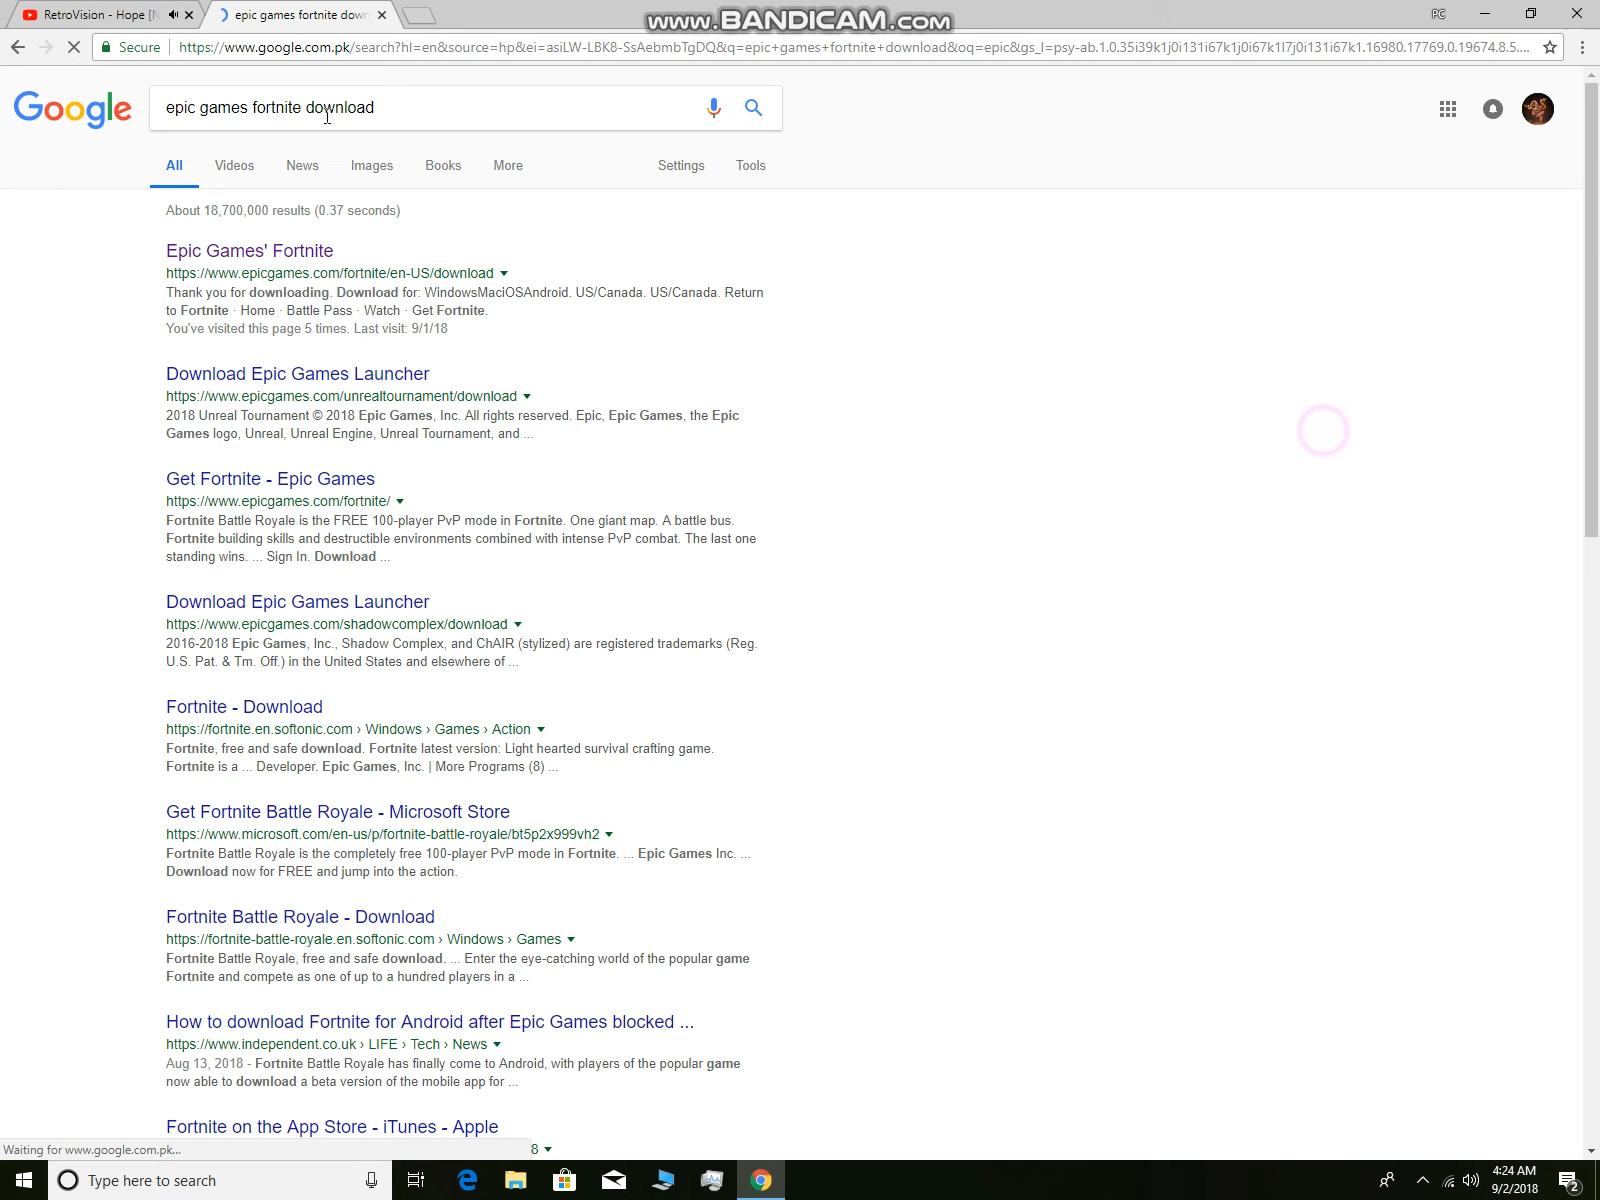 RetroVision - Hope [N
epic games fortnite down
www.BANDICAM.com
PC
Secure
https://www.google.com.pk/search?hl=en&source=hp&ei=asiLW-LBK8-SsAebmbTgDQ&q=epic+games+fortnite+download&oq=epic&gs_l=psy-ab.1.0.35i39k1j0i131i67k1j0i67k1l7j0i131i67k1.16980.17769.0.19674.8.5....
Google
epic games fortnite download
All
Videos
News
Images
Books
More
Settings
Tools
About 18,700,000 results (0.37 seconds)
Epic Games' Fortnite
https://www.epicgames.com/fortnite/en-US/download
Thank you for downloading. Download for: WindowsMaciOSAndroid. US/Canada. US/Canada. Return
to Fortnite · Home · Battle Pass · Watch · Get Fortnite.
You've visited this page 5 times. Last visit: 9/1/18
Download Epic Games Launcher
https://www.epicgames.com/unrealtournament/download
2018 Unreal Tournament © 2018 Epic Games, Inc. All rights reserved. Epic, Epic Games, the Epic
Games logo, Unreal, Unreal Engine, Unreal Tournament, and ...
Get Fortnite - Epic Games
https://www.epicgames.com/fortnite/
Fortnite Battle Royale is the FREE 100-player PvP mode in Fortnite. One giant map. A battle bus.
Fortnite building skills and destructible environments combined with intense PvP combat. The last one
standing wins. ... Sign In. Download ...
Download Epic Games Launcher
https://www.epicgames.com/shadowcomplex/download
2016-2018 Epic Games, Inc., Shadow Complex, and ChAIR (stylized) are registered trademarks (Reg.
U.S. Pat. & Tm. Off.) in the United States and elsewhere of ...
Fortnite - Download
https://fortnite.en.softonic.com › Windows › Games › Action
Fortnite, free and safe download. Fortnite latest version: Light hearted survival crafting game.
Fortnite is a ... Developer. Epic Games, Inc. | More Programs (8) ...
Get Fortnite Battle Royale - Microsoft Store
https://www.microsoft.com/en-us/p/fortnite-battle-royale/bt5p2x999vh2
Fortnite Battle Royale is the completely free 100-player PvP mode in Fortnite. ... Epic Games Inc. ...
Download now for FREE and jump into the action.
Fortnite Battle Royale - Download
https://fortnite-battle-royale.en.softonic.com › Windows › Games
Fortnite Battle Royale, free and safe download. ... Enter the eye-catching world of the popular game
Fortnite and compete as one of up to a hundred players in a ...
How to download Fortnite for Android after Epic Games blocked ...
https://www.independent.co.uk › LIFE › Tech › News
Aug 13, 2018 - Fortnite Battle Royale has finally come to Android, with players of the popular game
now able to download a beta version of the mobile app for ...
Fortnite on the App Store - iTunes - Apple
8
Waiting for www.google.com.pk...
Type here to search
4:24 AM
9/2/2018
2